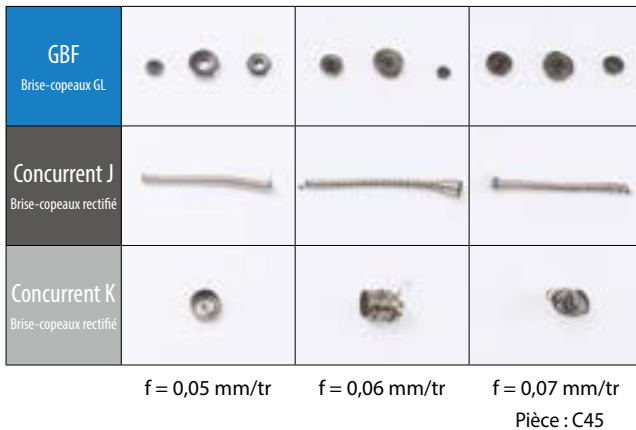 GBF
Brise-copeaux GL
Concurrent J
Brise-copeaux rectifié
Concurrent K
Brise-copeaux rectifié
f = 0,05 mm/tr
f = 0,06 mm/tr
f = 0,07 mm/tr
Pièce : C45